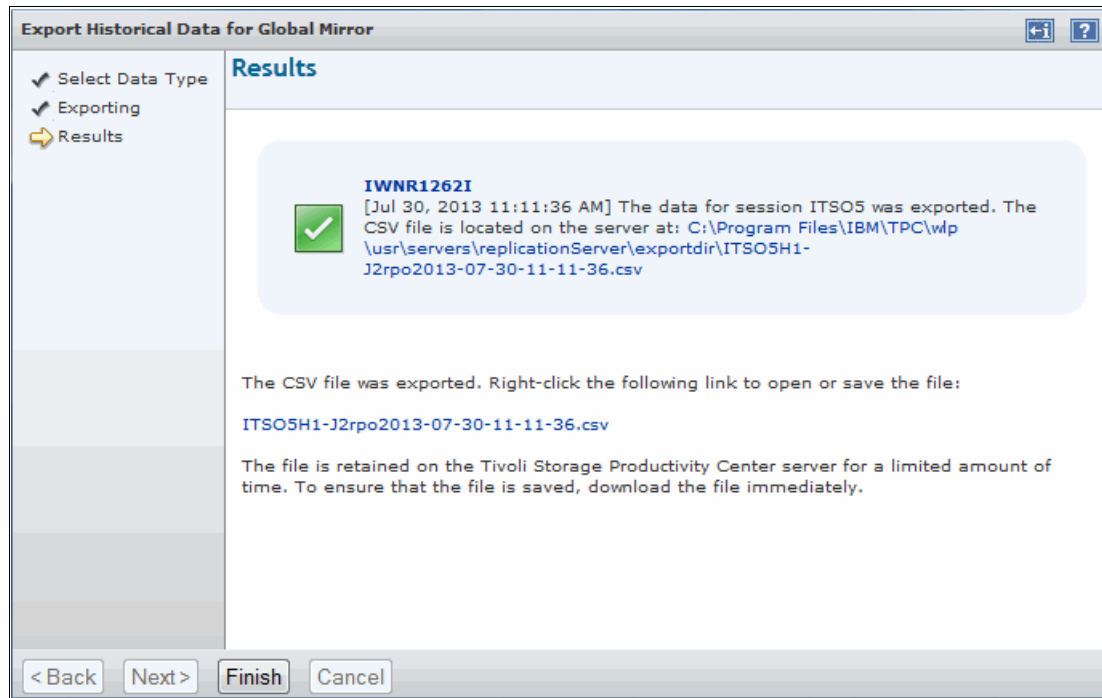 Export Historical Data for Global Mirror
Select Data Type
Exporting
Results
Results
IWNR1262I
[Jul 30, 2013 11:11:36 AM] The data for session ITSO5 was exported. The
CSV file is located on the server at: C:\Program Files\IBM\TPC\wlp
\usr\servers\replicationServer\exportdir\ITSO5H1-
J2rpo2013-07-30-11-11-36.csv
The CSV file was exported. Right-click the following link to open or save the file:
ITSO5H1-J2rpo2013-07-30-11-11-36.csv
The file is retained on the Tivoli Storage Productivity Center server for a limited amount of
time. To ensure that the file is saved, download the file immediately.
< Back Next > Finish Cancel